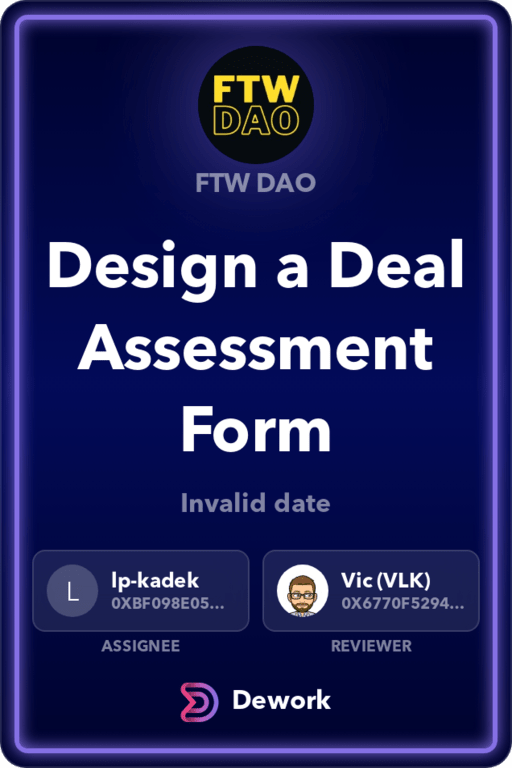 FTW
DAO
FTW DAO
Design a Deal
Assessment
Form
Invalid date
L
lp-kadek
0XBF098E05...
ASSIGNEE
Vic (VLK)
0X6770F5294...
REVIEWER
Dework